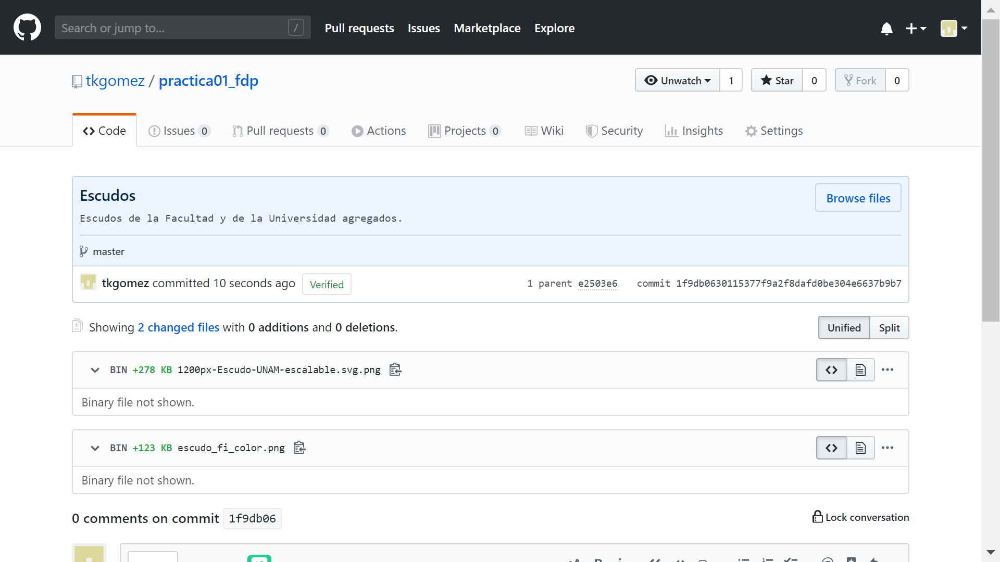 Search or jump to... /
Pull requests Issues Marketplace Explore
tkgomez / practica01_fdp
Unwatch 1 Star 0 Fork 0
Code Issues 0 Pull requests 0 Actions Projects 0 Wiki Security Insights Settings
Escudos
Browse files
Escudos de la Facultad y de la Universidad agregados.
master
tkgomez committed 10 seconds ago Verified 1 parent e2503e6 commit 1f9db0630115377f9a2f8dafd0be304e6637b9b7
Showing 2 changed files with 0 additions and 0 deletions.
Unified Split
BIN +278 KB 1200px-Escudo-UNAM-escalable.svg.png
Binary file not shown.
BIN +123 KB escudo_fi_color.png
Binary file not shown.
0 comments on commit 1f9db06
Lock conversation